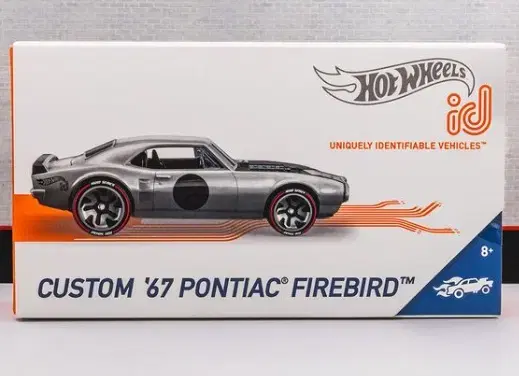 Hot Wheels
id
UNIQUELY IDENTIFIABLE VEHICLES™
8+
CUSTOM '67 PONTIAC® FIREBIRD™